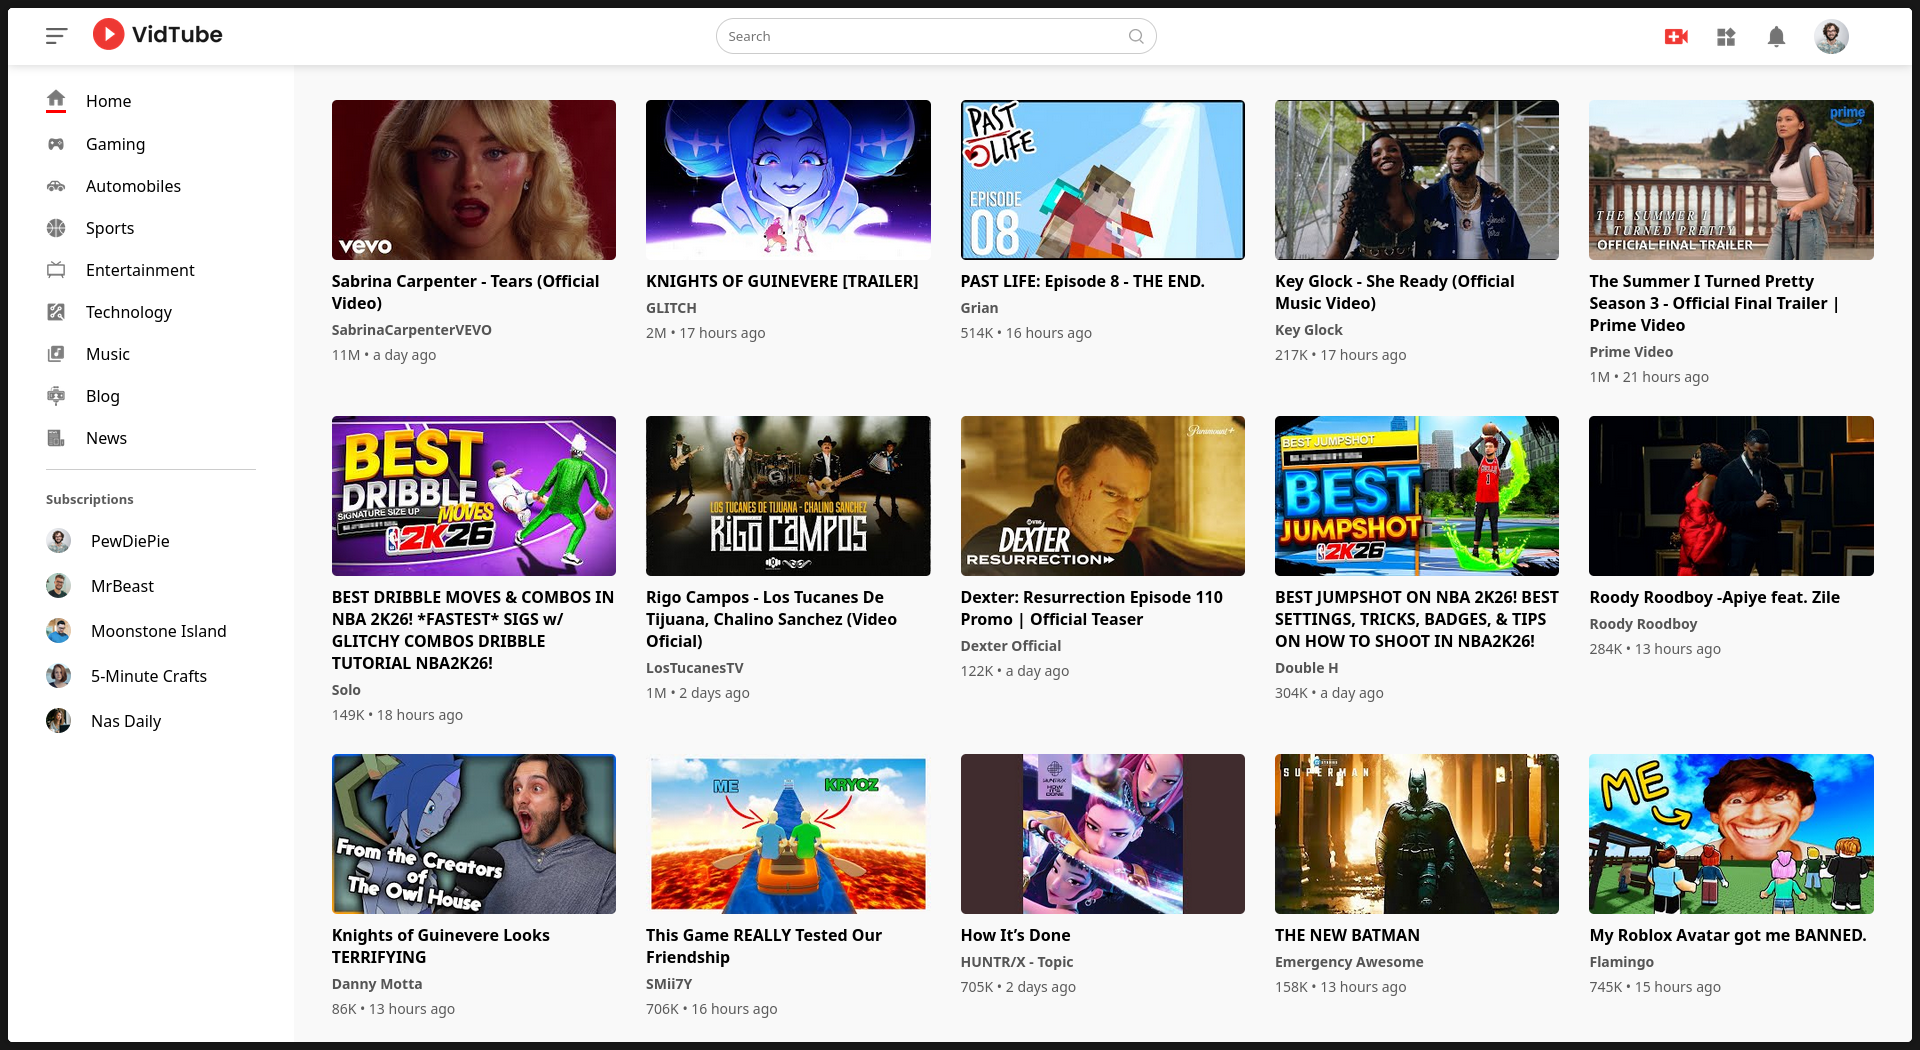 VidTube
Search
Home
Gaming
Automobiles
Sports
Entertainment
Technology
Music
Blog
News
Subscriptions
PewDiePie
MrBeast
Moonstone Island
5-Minute Crafts
Nas Daily
vevo
Sabrina Carpenter - Tears (Official
Video)
SabrinaCarpenterVEVO
11M • a day ago
KNIGHTS OF GUINEVERE [TRAILER]
GLITCH
2M • 17 hours ago
PAST
LIFE
EPISODE
08
PAST LIFE: Episode 8 - THE END.
Grian
514K • 16 hours ago
Key Glock - She Ready (Official
Music Video)
Key Glock
217K • 17 hours ago
prime
THE SUMMER I
TURNED PRETTY
OFFICIAL FINAL TRAILER
The Summer I Turned Pretty
Season 3 - Official Final Trailer |
Prime Video
Prime Video
1M • 21 hours ago
BEST
DRIBBLE
SIGNATURE SIZE UP
MOVES
2K26
BEST DRIBBLE MOVES & COMBOS IN
NBA 2K26! *FASTEST* SIGS w/
GLITCHY COMBOS DRIBBLE
TUTORIAL NBA2K26!
Solo
149K • 18 hours ago
LOS TUCANES DE TIJUANA - CHALINO SANCHEZ
RIGO CAMPOS
Rigo Campos - Los Tucanes De
Tijuana, Chalino Sanchez (Video
Oficial)
LosTucanesTV
1M • 2 days ago
Paramount+
DEXTER
RESURRECTION
Dexter: Resurrection Episode 110
Promo | Official Teaser
Dexter Official
122K • a day ago
BEST JUMPSHOT
BEST
JUMPSHOT
2K26
BEST JUMPSHOT ON NBA 2K26! BEST
SETTINGS, TRICKS, BADGES, & TIPS
ON HOW TO SHOOT IN NBA2K26!
Double H
304K • a day ago
Roody Roodboy -Apiye feat. Zile
Roody Roodboy
284K • 13 hours ago
From the Creators
of
The Owl House
Knights of Guinevere Looks
TERRIFYING
Danny Motta
86K • 13 hours ago
ME
KRYOZ
This Game REALLY Tested Our
Friendship
SMii7Y
706K • 16 hours ago
HUNTR/X
HOW
IT'S
DONE
How It’s Done
HUNTR/X - Topic
705K • 2 days ago
SUPERMAN
THE NEW BATMAN
Emergency Awesome
158K • 13 hours ago
ME
My Roblox Avatar got me BANNED.
Flamingo
745K • 15 hours ago